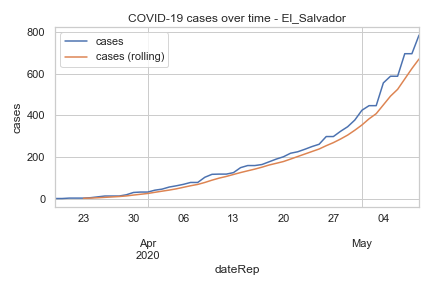 COVID-19 cases over time - El_Salvador
cases
cases (rolling)
800
600
400
200
0
cases
23
30
06
13
20
27
04
Apr
2020
May
dateRep